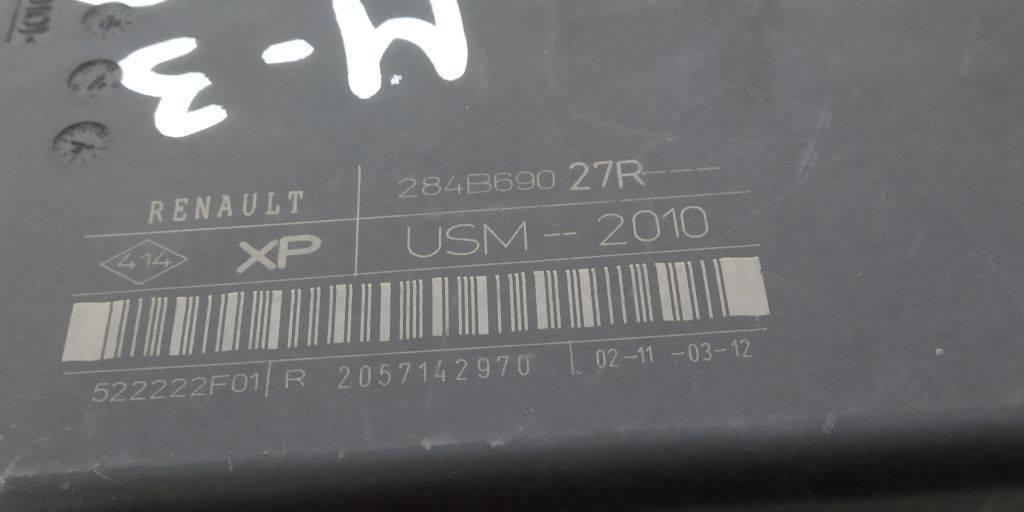 M-3
RENAULT
284B690 27R---
414 XP
USM -- 2010
522222F01 R 2057142970 02-11 -03-12